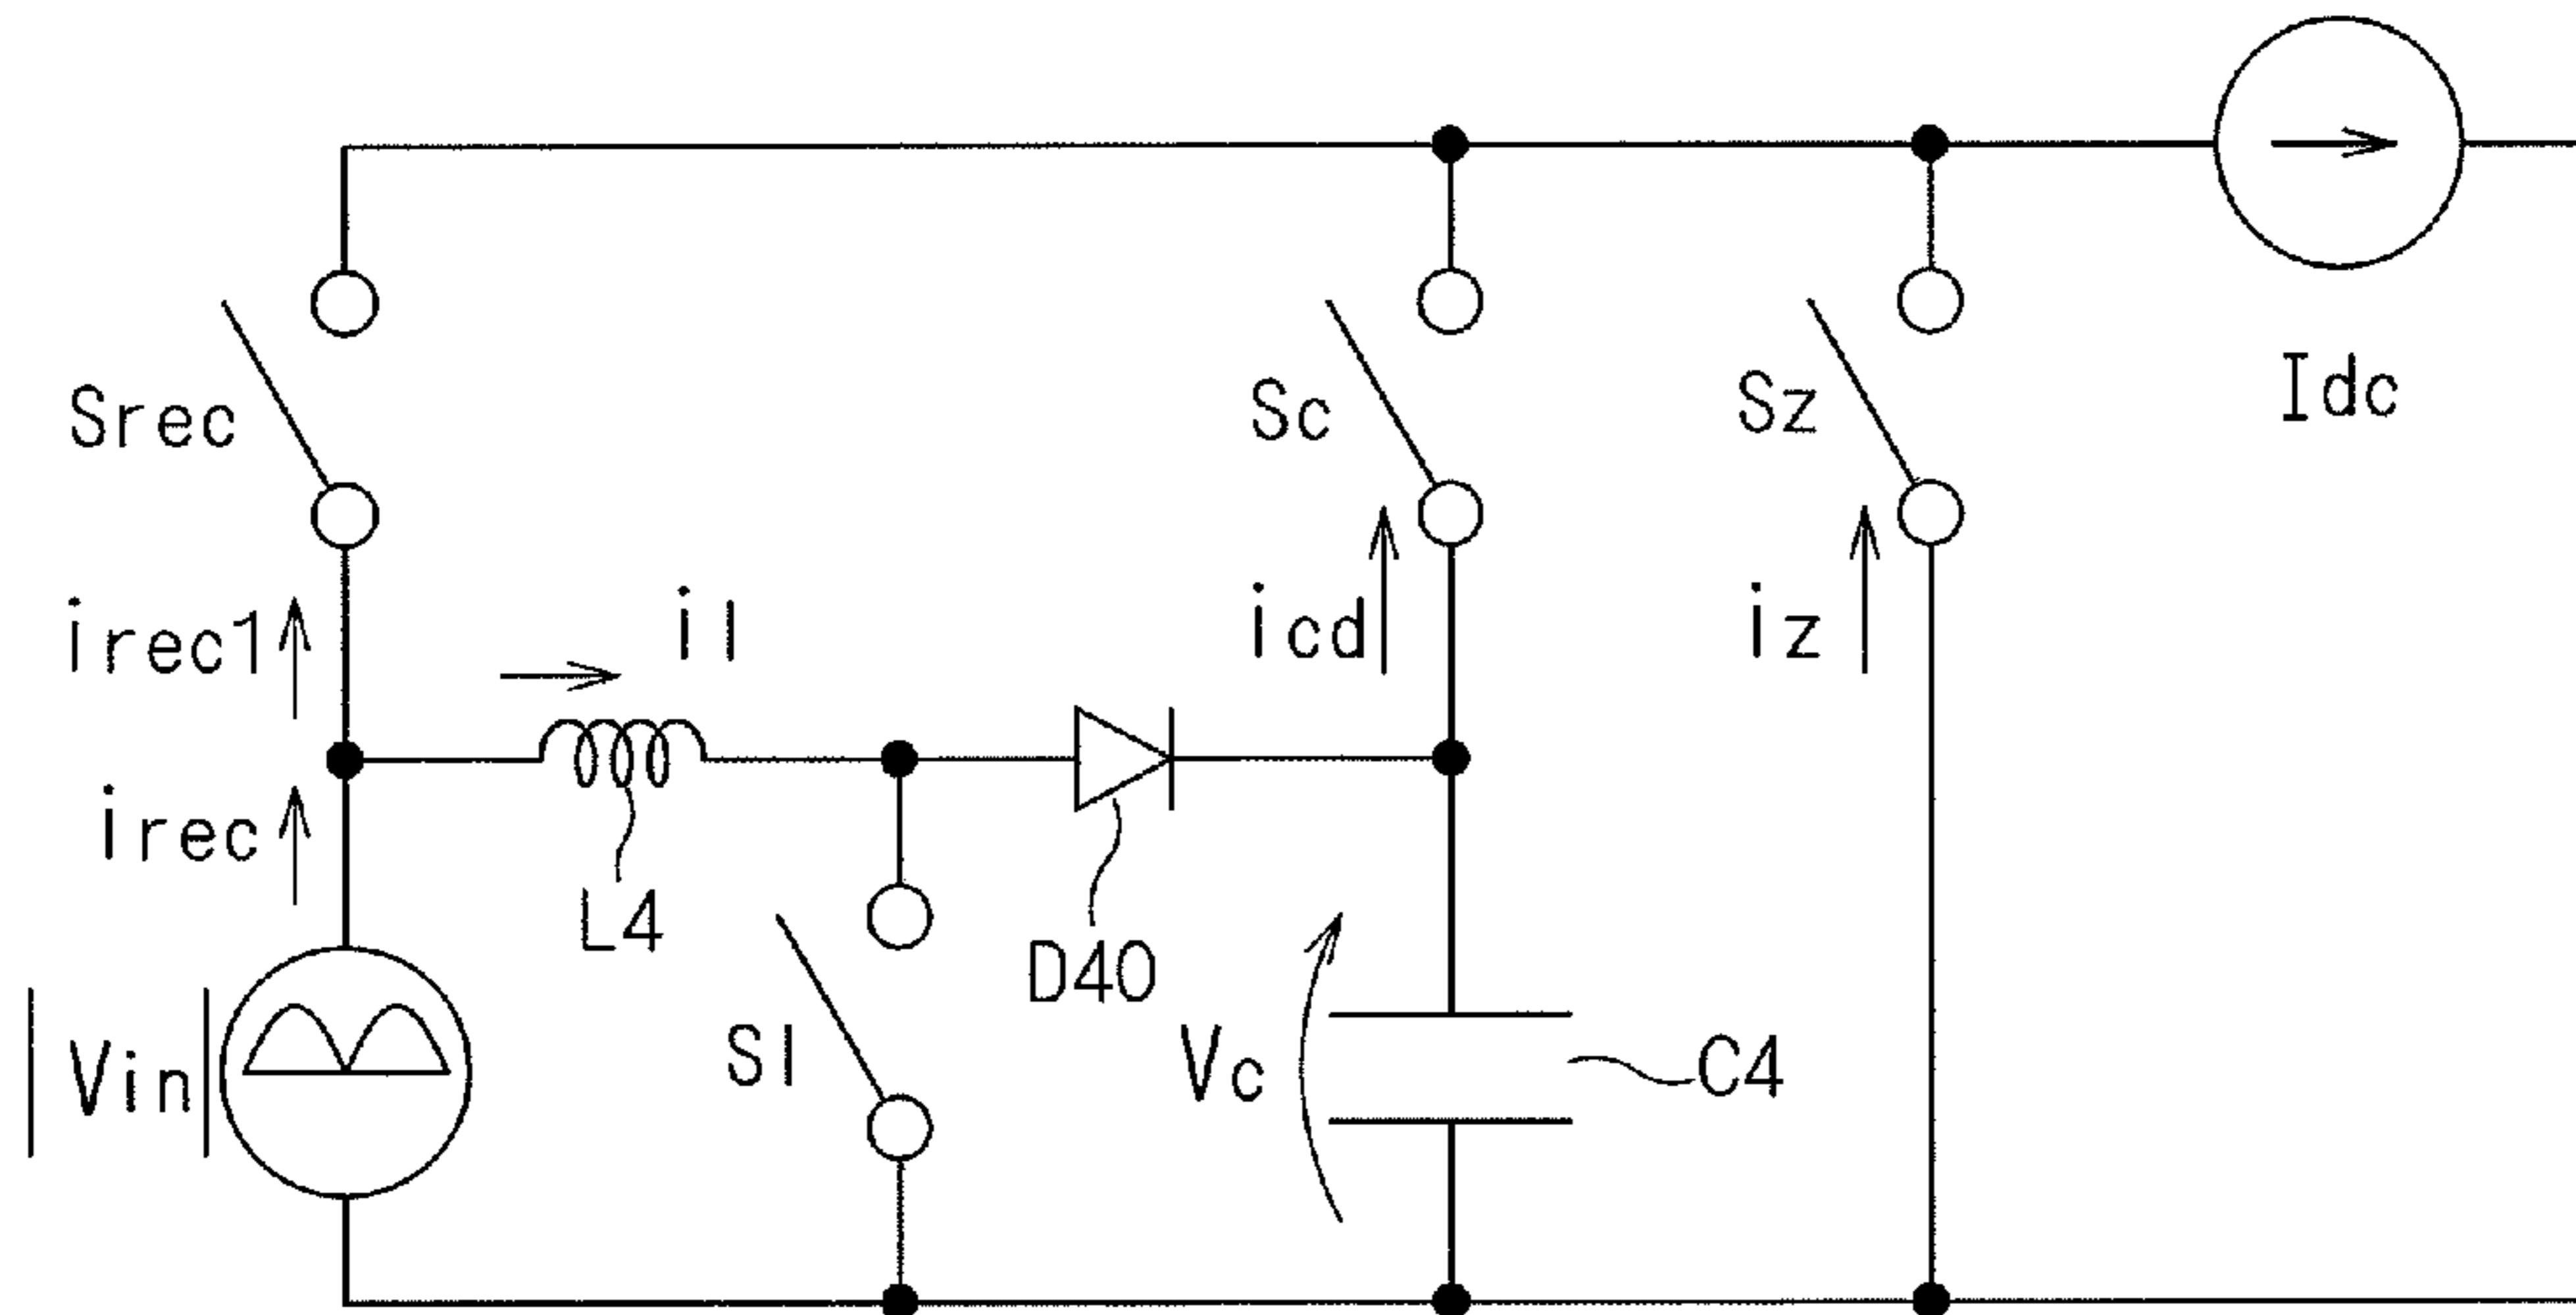 Srec
Sc
Sz
Idc
irec1
il
icd
iz
irec
L4
D40
|Vin|
Sl
Vc
C4